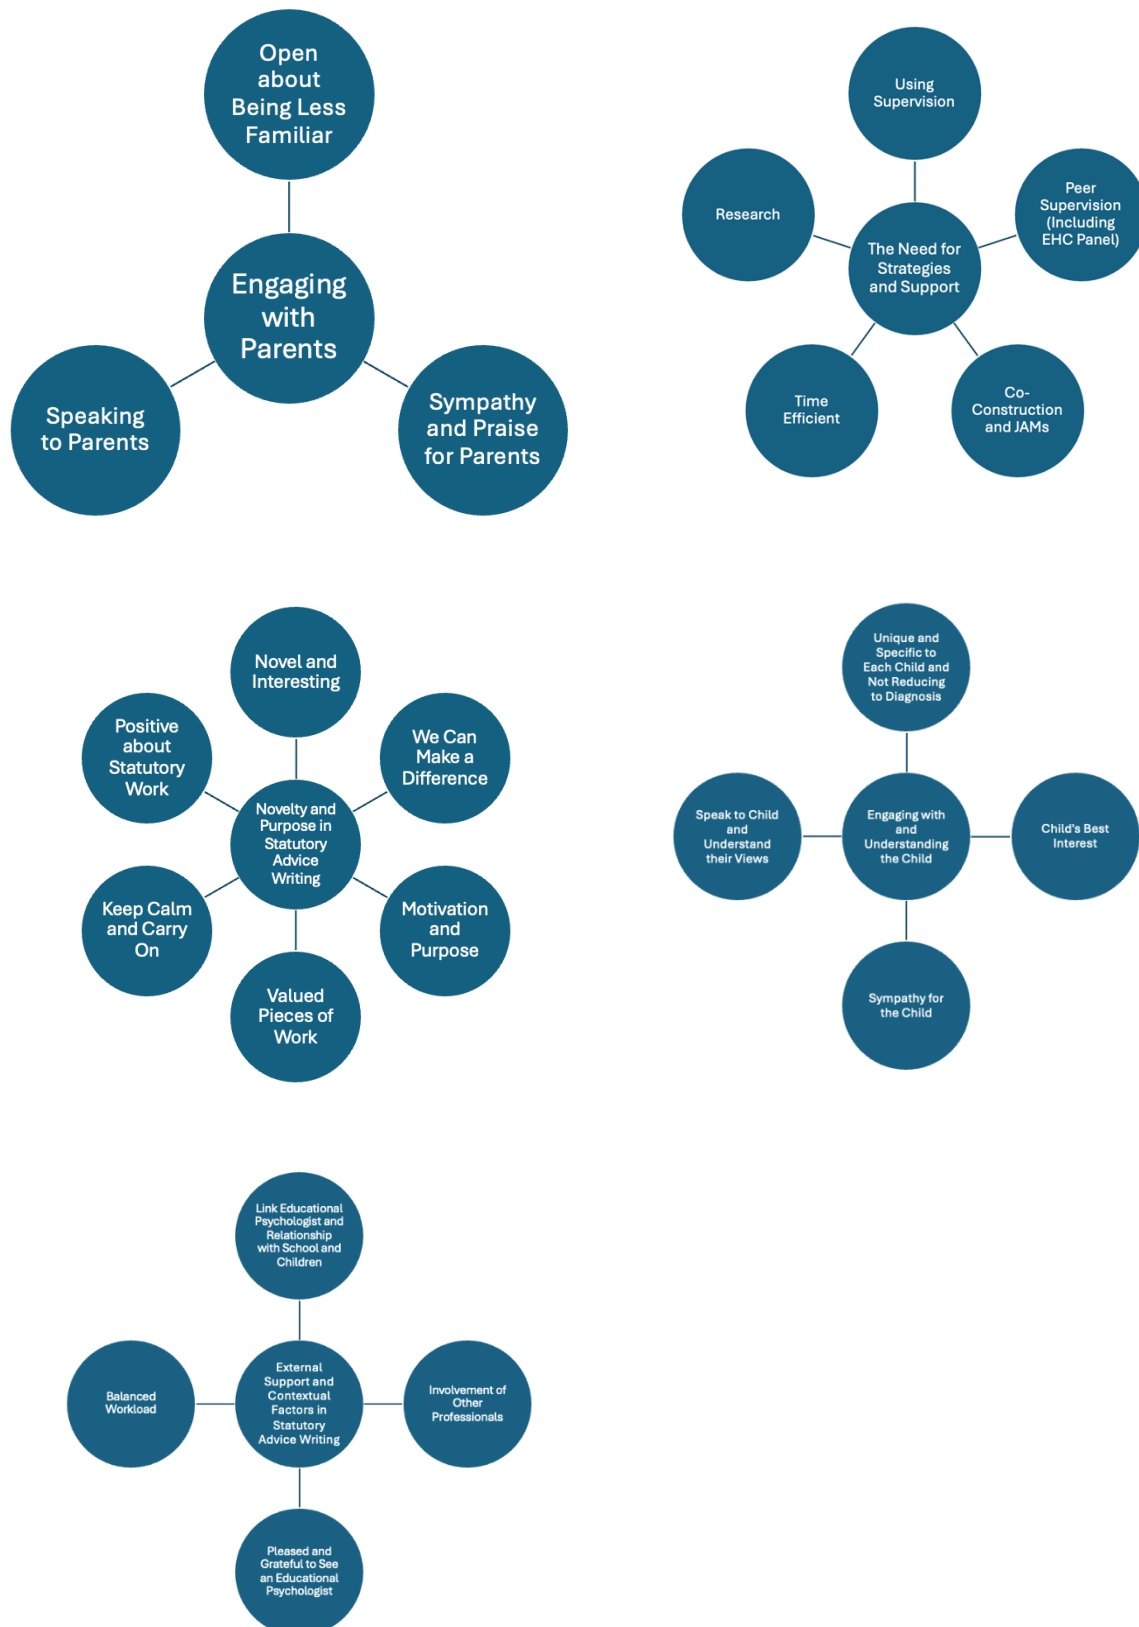 Open
about
Being Less
Familiar
Engaging
with
Parents
Speaking
to Parents
Sympathy
and Praise
for Parents
Using
Supervision
Research
Peer
Supervision
(Including
EHC Panel)
The Need for
Strategies
and Support
Time
Efficient
Co-
Construction
and JAMs
Novel and
Interesting
Positive
about
Statutory
Work
We Can
Make a
Difference
Novelty and
Purpose in
Statutory
Advice
Writing
Keep Calm
and Carry
On
Motivation
and
Purpose
Valued
Pieces of
Work
Unique and
Specific to
Each Child and
Not Reducing
to Diagnosis
Speak to Child
and
Understand
their Views
Engaging with
and
Understanding
the Child
Child's Best
Interest
Sympathy for
the Child
Link Educational
Psychologist and
Relationship
with School and
Children
Balanced
Workload
External
Support and
Contextual
Factors in
Statutory
Advice Writing
Involvement of
Other
Professionals
Pleased and
Grateful to See
an Educational
Psychologist